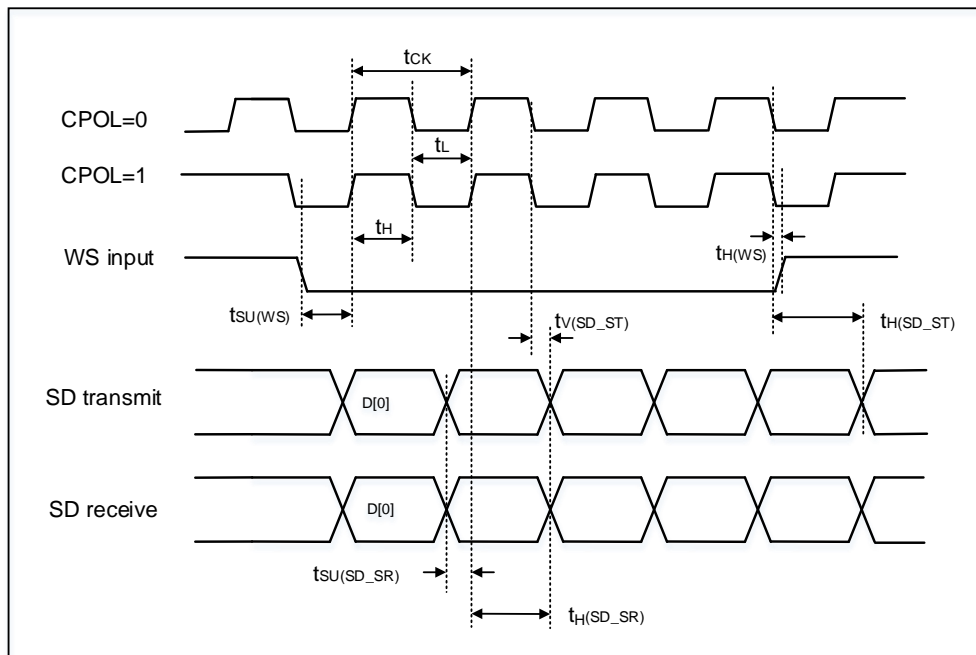 tCK
CPOL=0
tL
CPOL=1
tH
tH(WS)
WS input
tSU(WS)
tV(SD_ST)
tH(SD_ST)
SD transmit
D[0]
SD receive
D[0]
tSU(SD_SR)
tH(SD_SR)